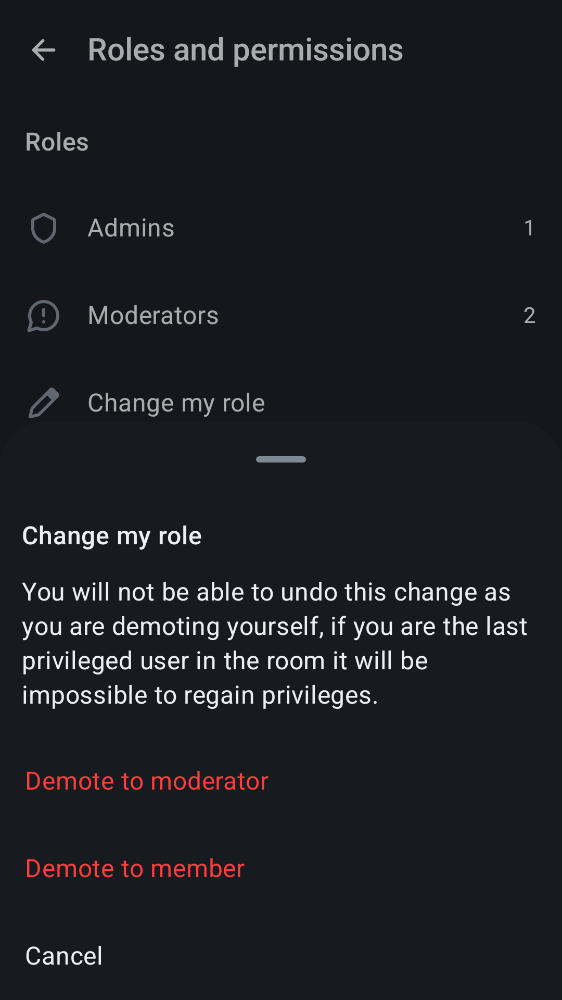 Roles and permissions
Roles
Admins 1
Moderators 2
Change my role
Change my role
You will not be able to undo this change as
you are demoting yourself, if you are the last
privileged user in the room it will be
impossible to regain privileges.
Demote to moderator
Demote to member
Cancel